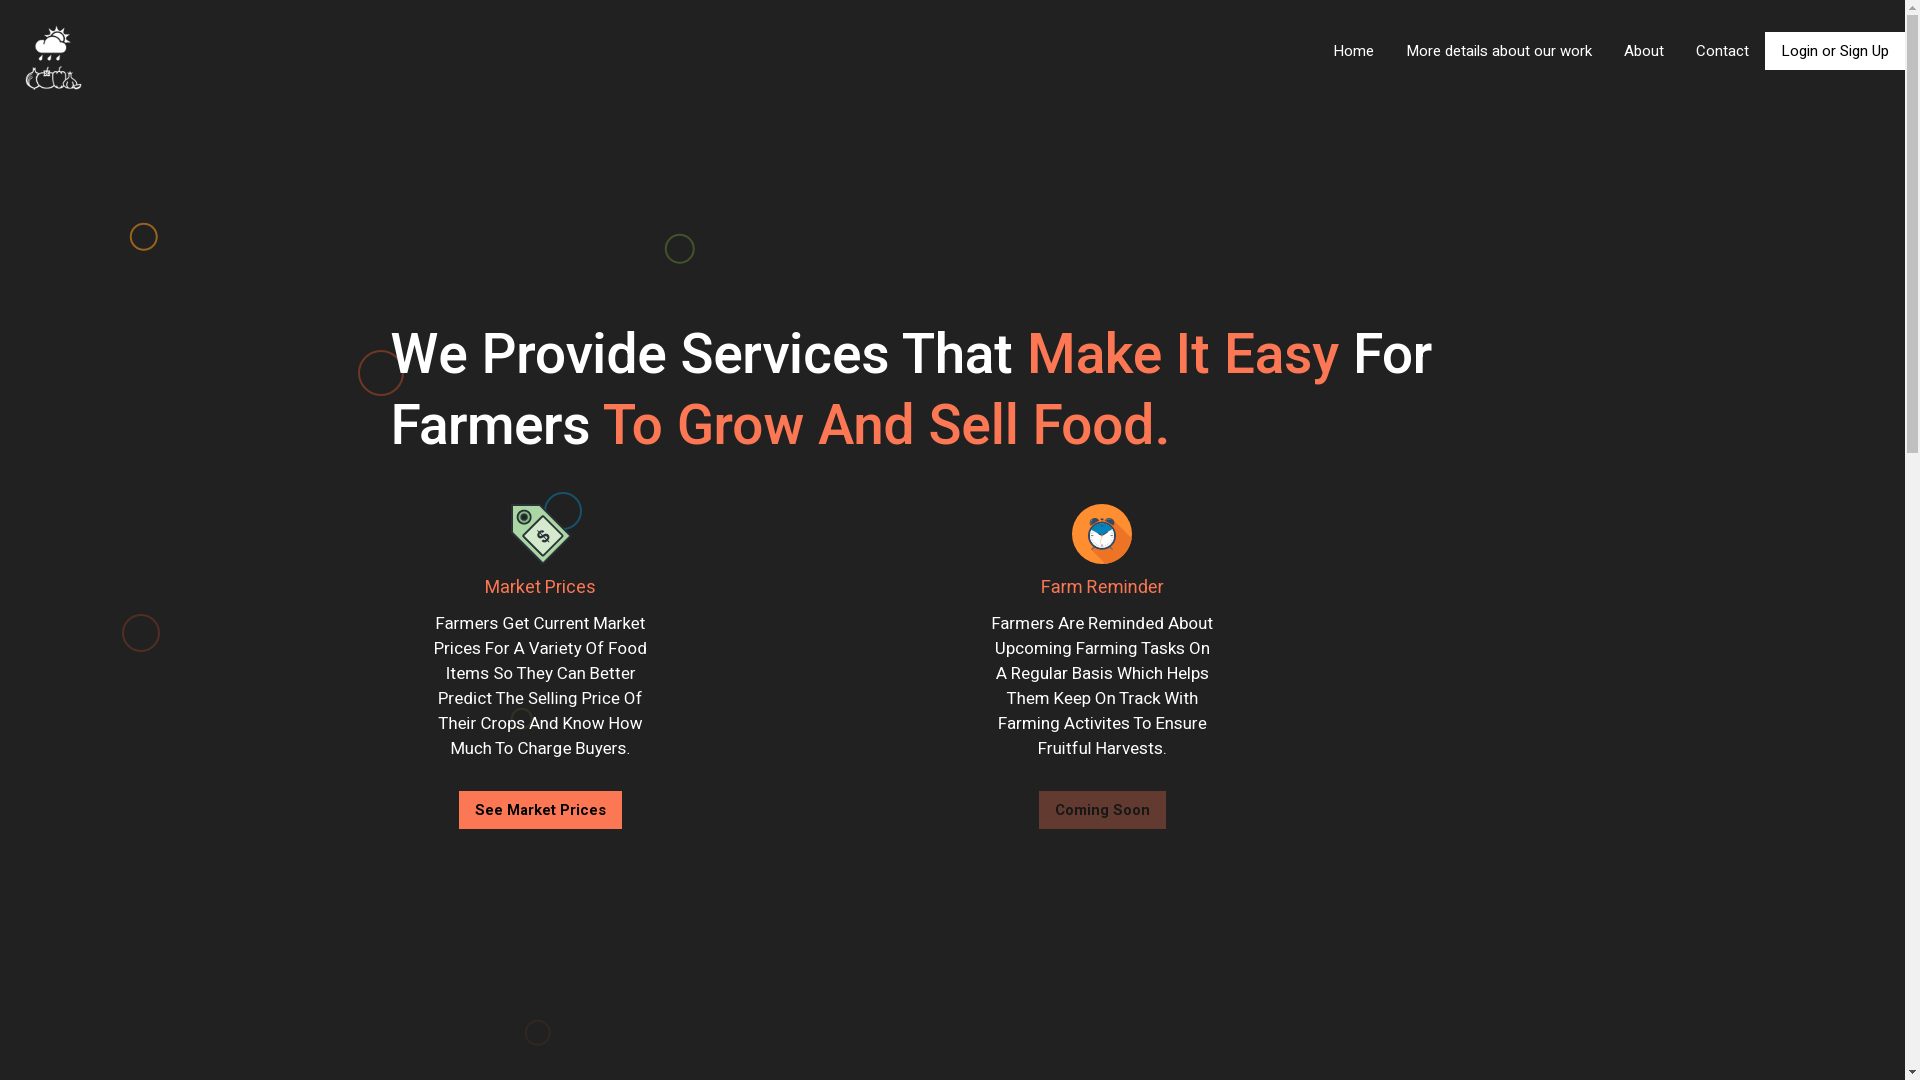 Home
More details about our work
About
Contact
Login or Sign Up
We Provide Services That Make It Easy For
Farmers To Grow And Sell Food.
$
Market Prices
Farmers Get Current Market
Prices For A Variety Of Food
Items So They Can Better
Predict The Selling Price Of
Their Crops And Know How
Much To Charge Buyers.
See Market Prices
Farm Reminder
Farmers Are Reminded About
Upcoming Farming Tasks On
A Regular Basis Which Helps
Them Keep On Track With
Farming Activites To Ensure
Fruitful Harvests.
Coming Soon